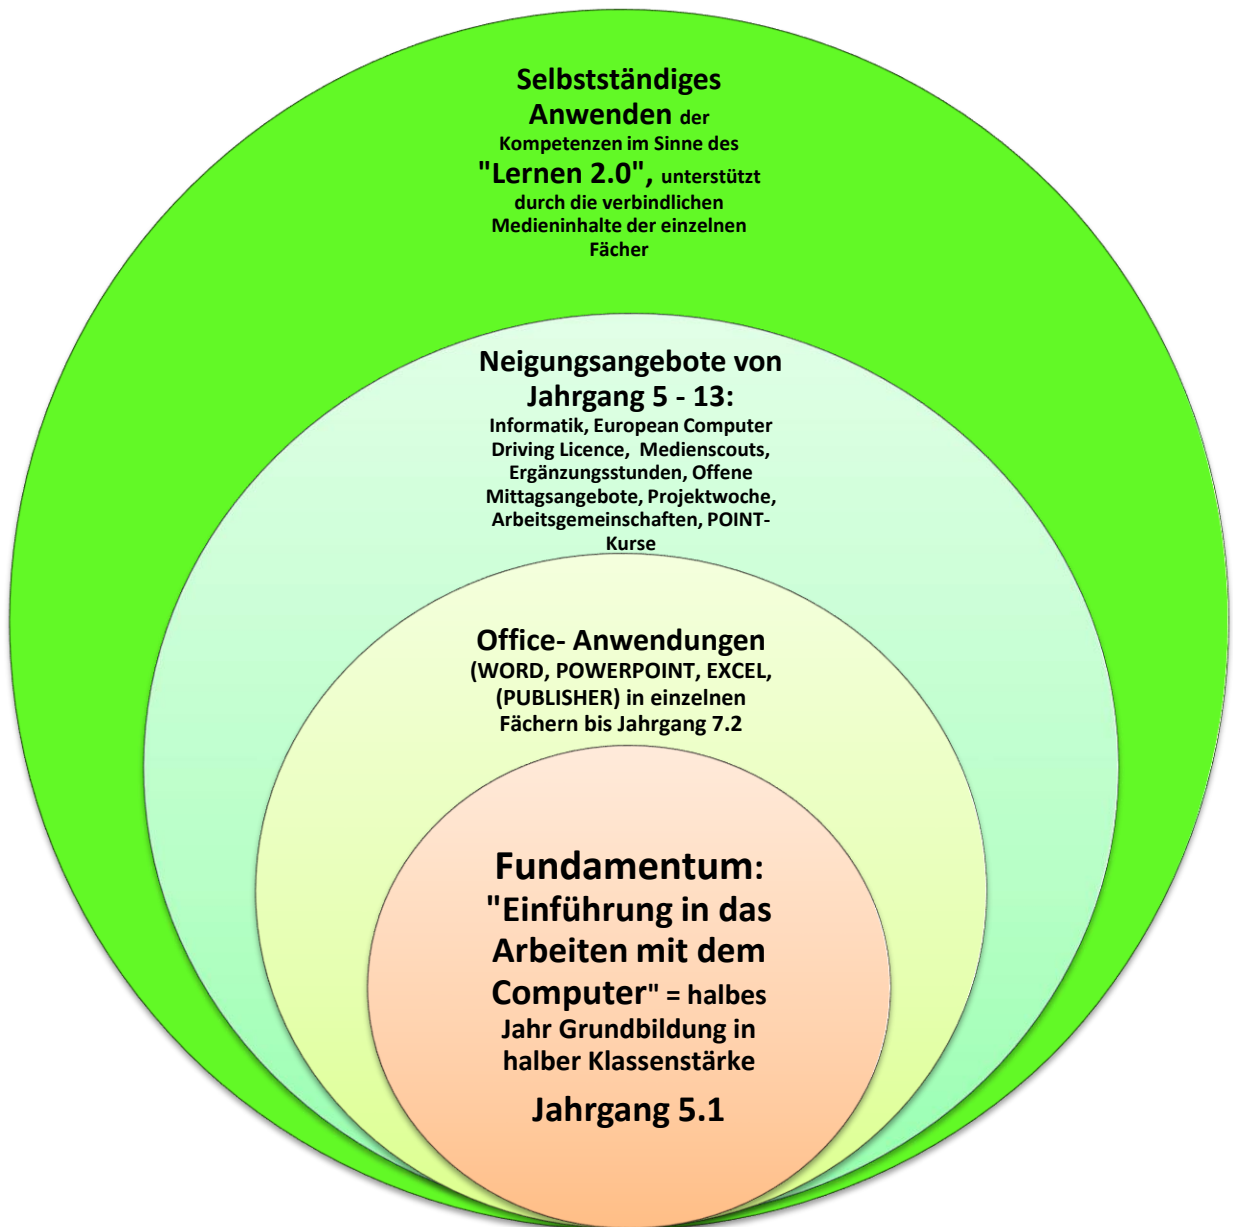 Selbstständiges
Anwenden der
Kompetenzen im Sinne des
"Lernen 2.0", unterstützt
durch die verbindlichen
Medieninhalte der einzelnen
Fächer
Neigungsangebote von
Jahrgang 5 - 13:
Informatik, European Computer
Driving Licence, Medienscouts,
Ergänzungsstunden, Offene
Mittagsangebote, Projektwoche,
Arbeitsgemeinschaften, POINT-
Kurse
Office- Anwendungen
(WORD, POWERPOINT, EXCEL,
(PUBLISHER) in einzelnen
Fächern bis Jahrgang 7.2
Fundamentum:
"Einführung in das
Arbeiten mit dem
Computer" = halbes
Jahr Grundbildung in
halber Klassenstärke
Jahrgang 5.1